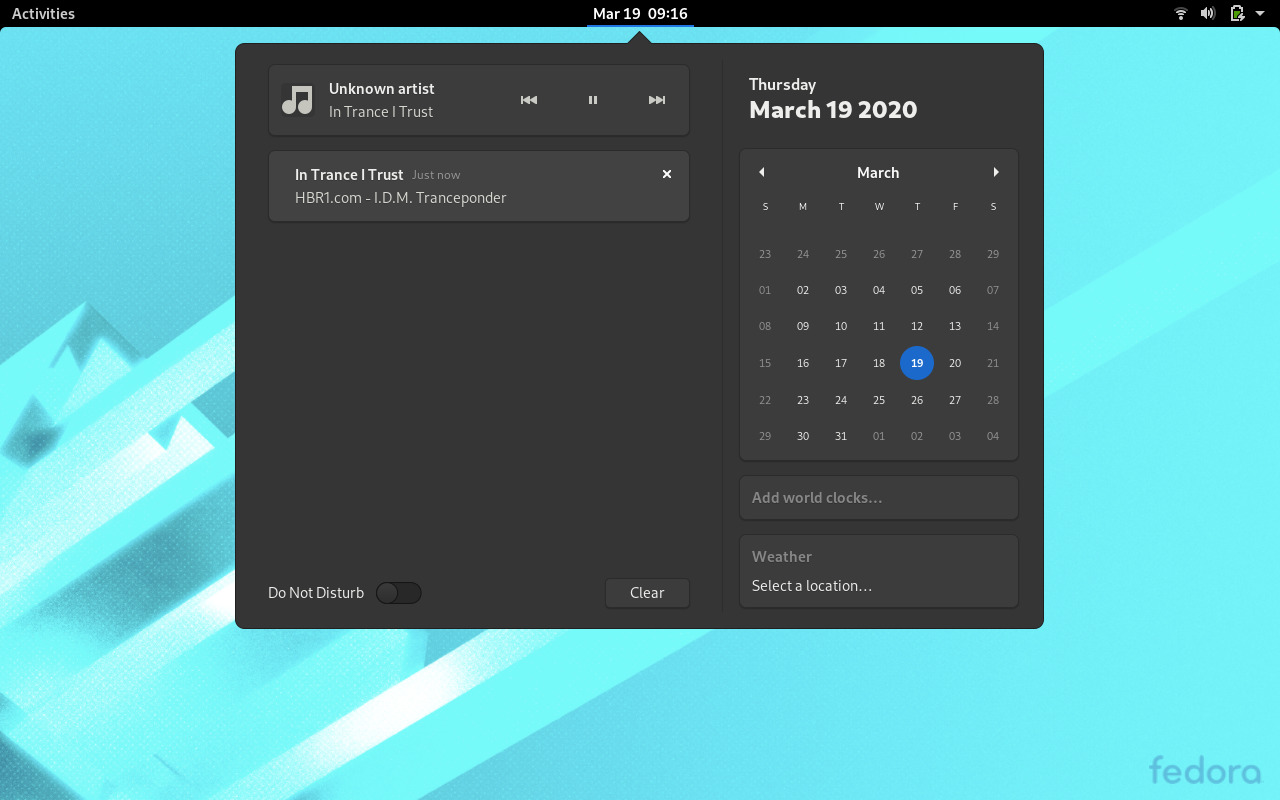 Activities
Mar 19 09:16
Unknown artist
In Trance I Trust
In Trance I Trust Just now
HBR1.com - I.D.M. Tranceponder
Do Not Disturb
Clear
Thursday
March 19 2020
March
S M T W T F S
23 24 25 26 27 28 29
01 02 03 04 05 06 07
08 09 10 11 12 13 14
15 16 17 18 19 20 21
22 23 24 25 26 27 28
29 30 31 01 02 03 04
Add world clocks…
Weather
Select a location…
fedora